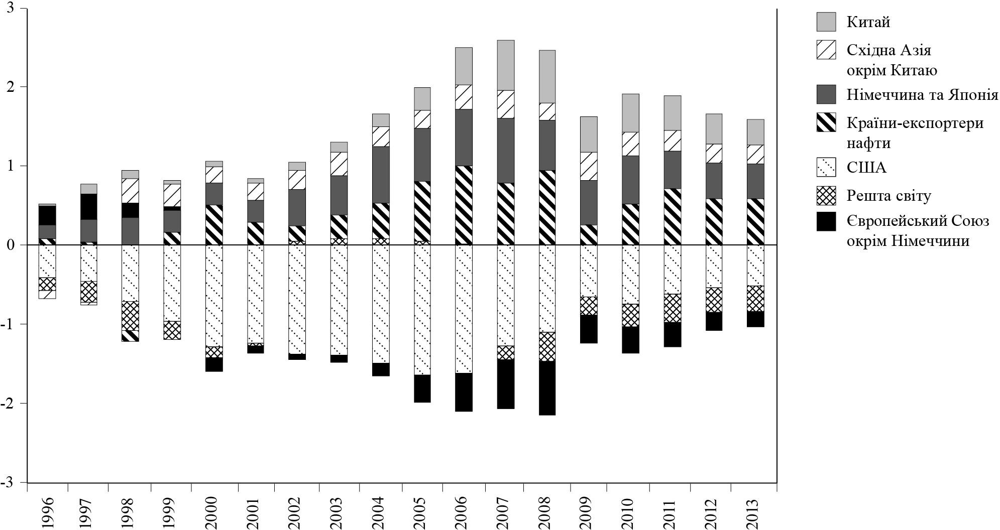 3
2
1
0
-1
-2
-3
1996
1997
1998
1999
2000
2001
2002
2003
2004
2005
2006
2007
2008
2009
2010
2011
2012
2013
Китай
Східна Азія
окрім Китаю
Німеччина та Японія
Країни-експортери
нафти
США
Решта світу
Європейський Союз
окрім Німеччини